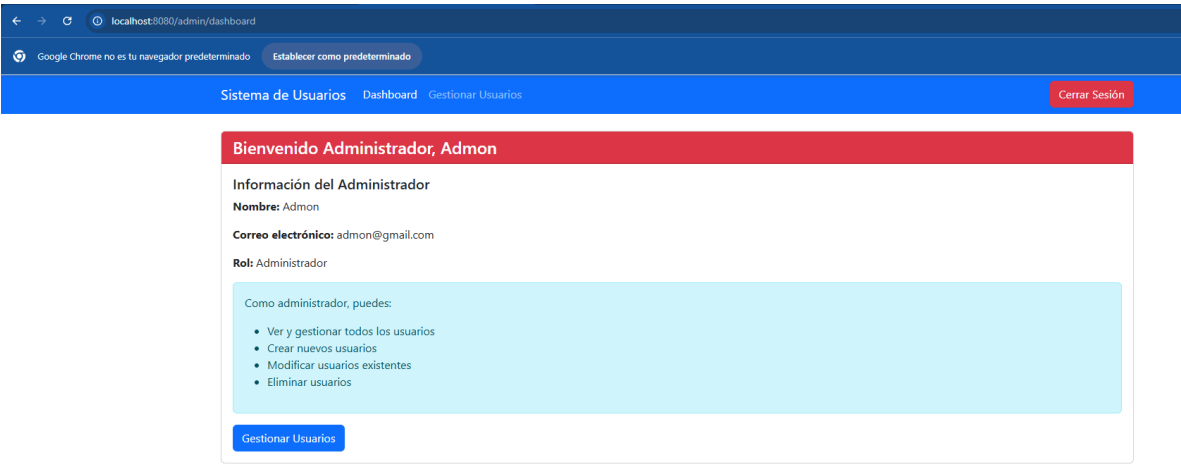 localhost:8080/admin/dashboard
Google Chrome no es tu navegador predeterminado Establecer como predeterminado
Sistema de Usuarios Dashboard Gestionar Usuarios Cerrar Sesión
Bienvenido Administrador, Admon
Información del Administrador
Nombre: Admon
Correo electrónico: admon@gmail.com
Rol: Administrador
Como administrador, puedes:
• Ver y gestionar todos los usuarios
• Crear nuevos usuarios
• Modificar usuarios existentes
• Eliminar usuarios
Gestionar Usuarios